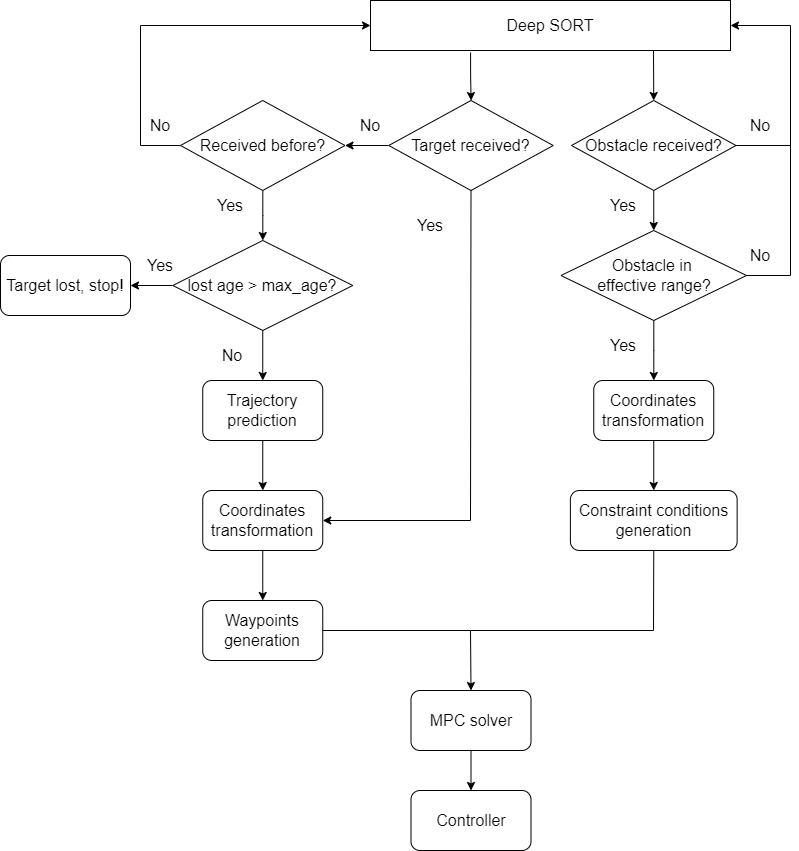 Deep SORT
No
No
No
Received before?
Target received?
Obstacle received?
Yes
Yes
Yes
Target lost, stop!
Yes
lost age > max_age?
Obstacle in
effective range?
No
No
Yes
Trajectory
prediction
Coordinates
transformation
Coordinates
transformation
Constraint conditions
generation
Waypoints
generation
MPC solver
Controller